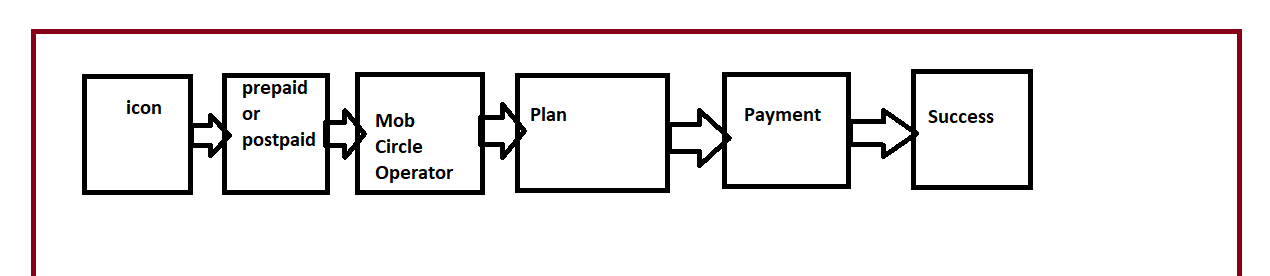 icon
prepaid
or
postpaid
Mob
Circle
Operator
Plan
Payment
Success